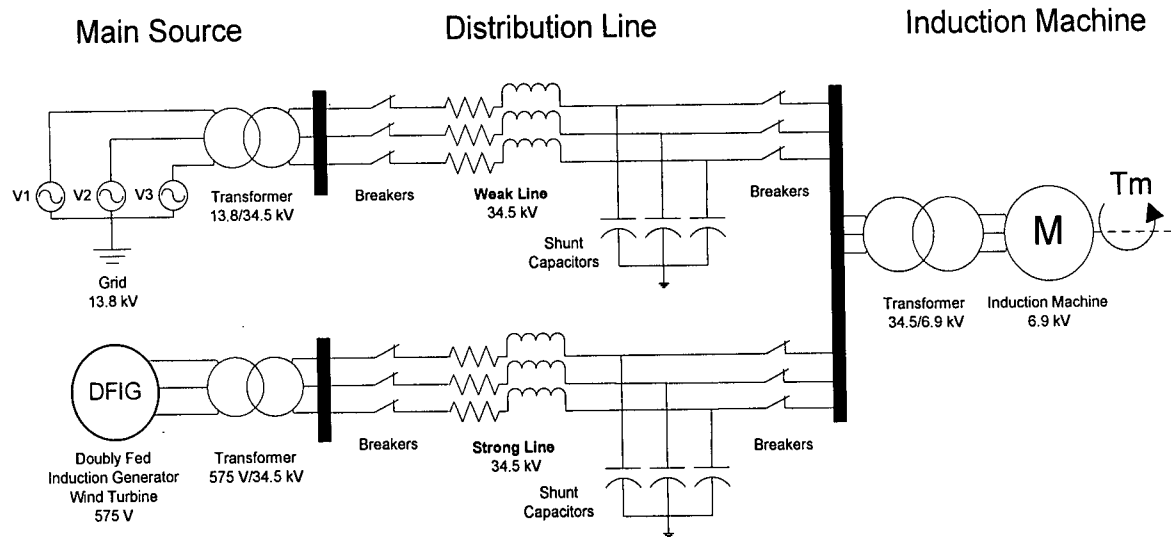 Main Source
Distribution Line
Induction Machine
V1
V2
V3
Transformer
13.8/34.5 kV
Breakers
Weak Line
34.5 kV
Breakers
Shunt
Capacitors
Tm
M
Grid
13.8 kV
Transformer
34.5/6.9 kV
Induction Machine
6.9 kV
DFIG
Doubly Fed
Induction Generator
Wind Turbine
575 V
Transformer
575 V/34.5 kV
Breakers
Strong Line
34.5 kV
Breakers
Shunt
Capacitors